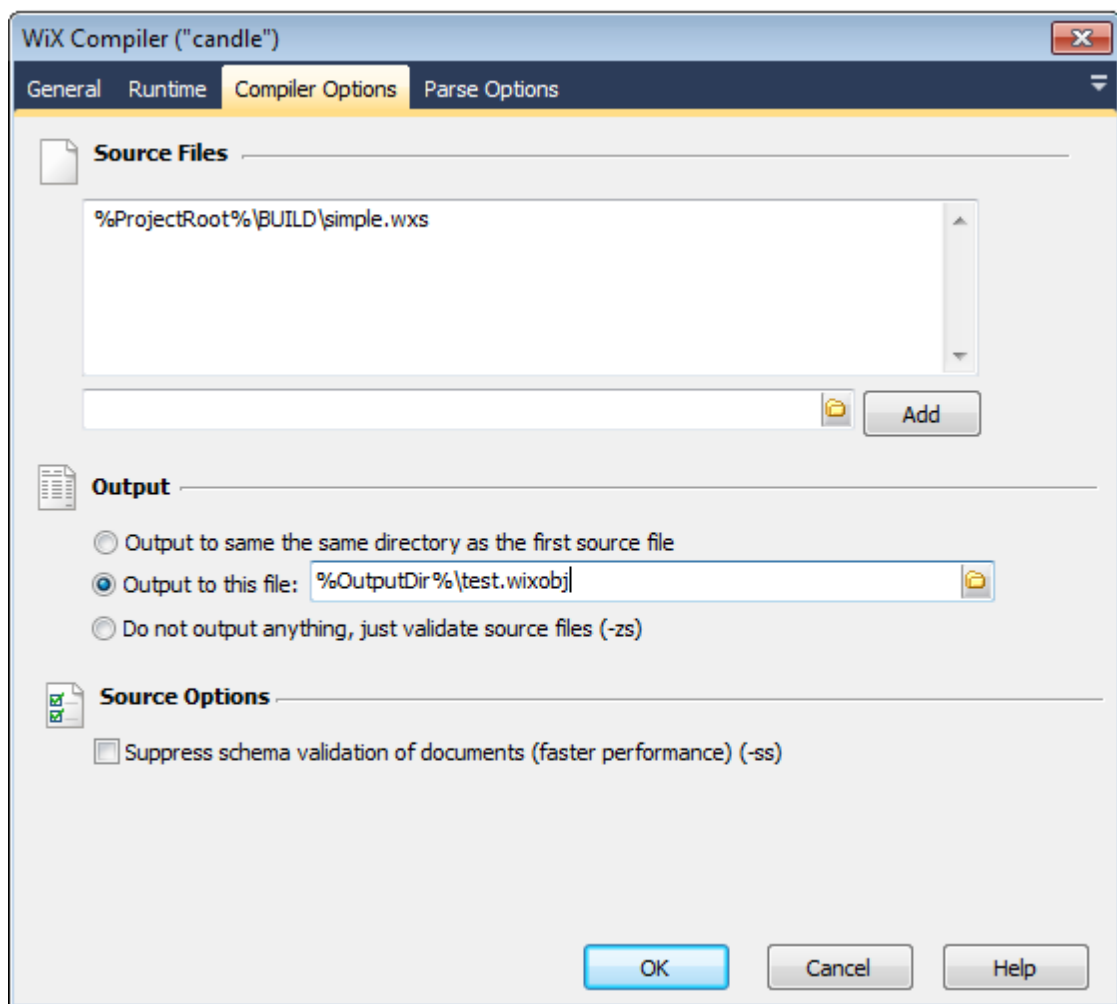 WiX Compiler ("candle")
General Runtime Compiler Options Parse Options
Source Files
%ProjectRoot%\BUILD\simple.wxs
Add
Output
Output to same the same directory as the first source file
Output to this file: %OutputDir%\test.wixobj
Do not output anything, just validate source files (-zs)
Source Options
Suppress schema validation of documents (faster performance) (-ss)
OK Cancel Help